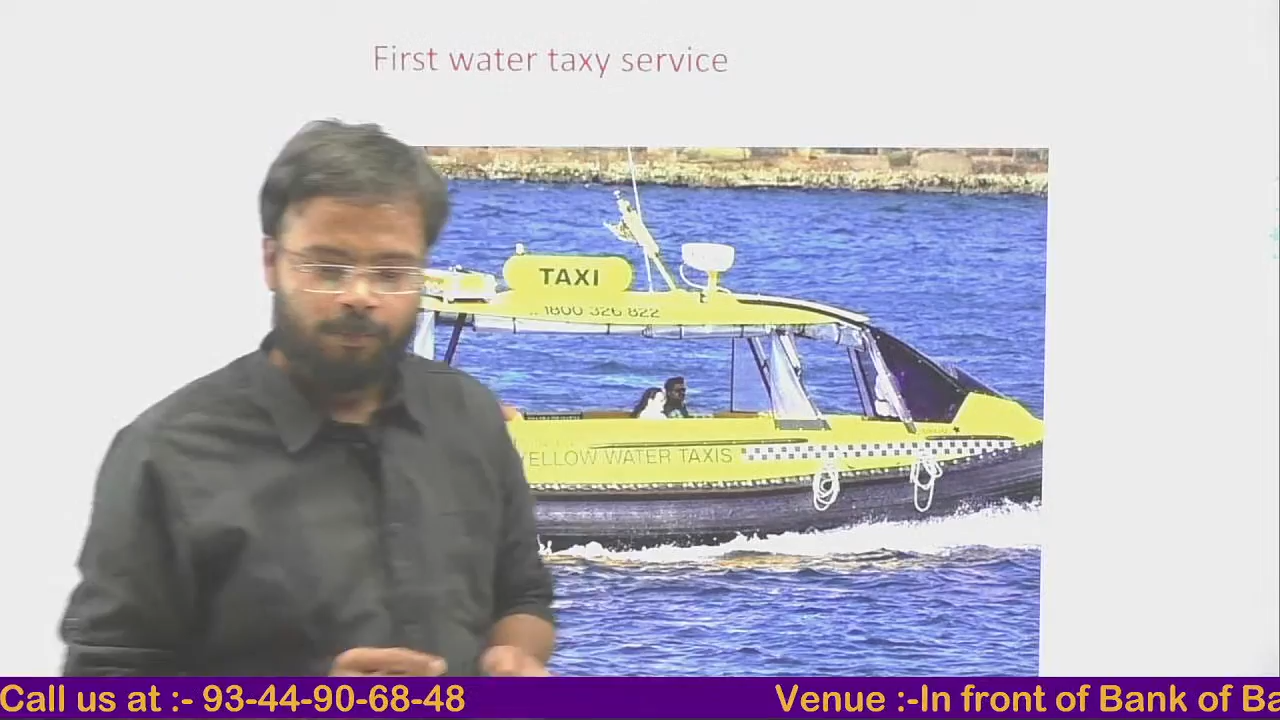 First water taxy service
TAXI
1800 326 822
YELLOW WATER TAXIS
Call us at :- 93-44-90-68-48
Venue :-In front of Bank of Ba